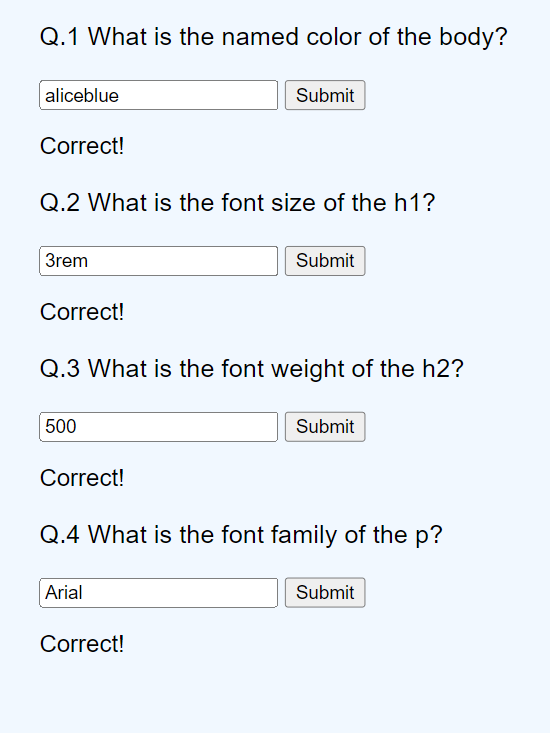 Q.1 What is the named color of the body?
aliceblue Submit
Correct!
Q.2 What is the font size of the h1?
3rem Submit
Correct!
Q.3 What is the font weight of the h2?
500 Submit
Correct!
Q.4 What is the font family of the p?
Arial Submit
Correct!